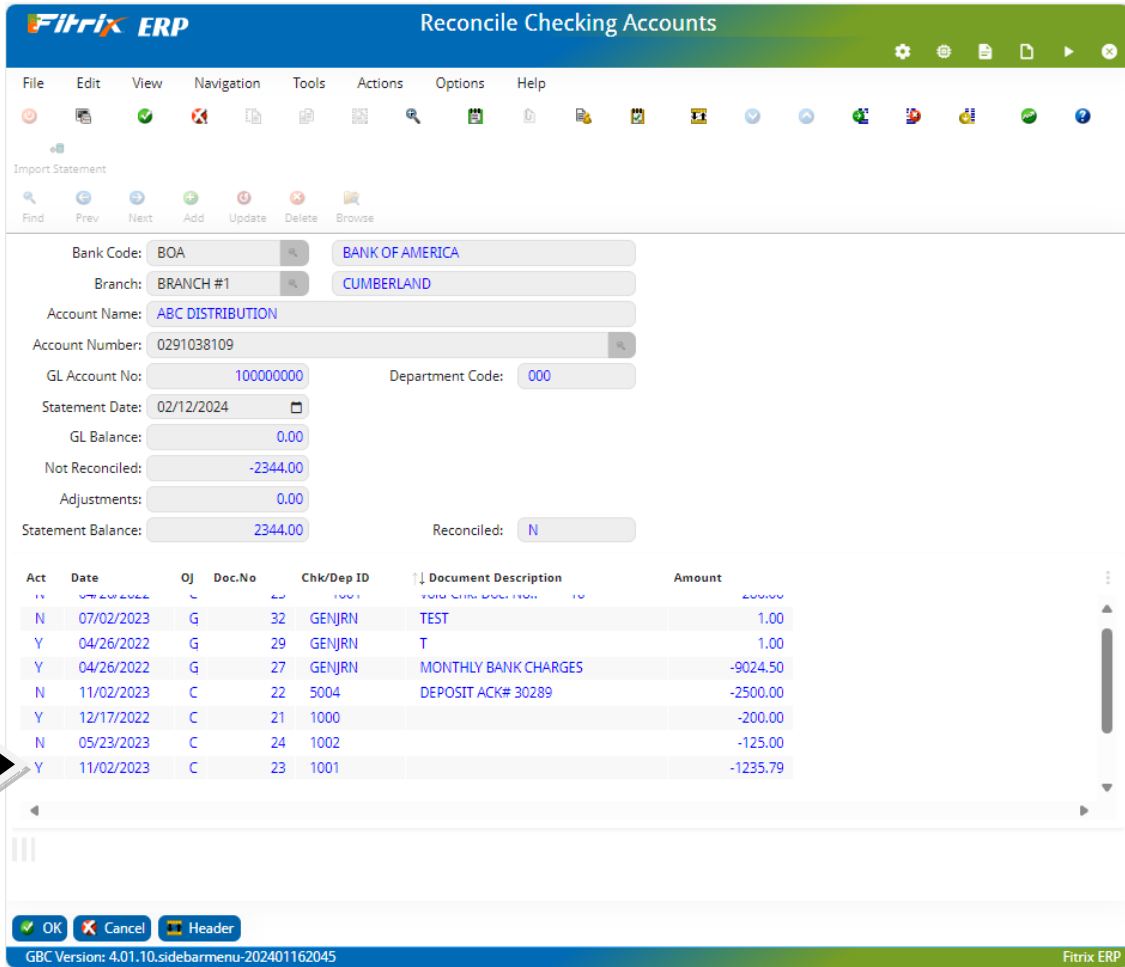 Fitrix ERP Reconcile Checking Accounts
File Edit View Navigation Tools Actions Options Help
Import Statement
Find Prev Next Add Update Delete Browse
Bank Code: BOA BANK OF AMERICA
Branch: BRANCH #1 CUMBERLAND
Account Name: ABC DISTRIBUTION
Account Number: 0291038109
GL Account No: 100000000 Department Code: 000
Statement Date: 02/12/2024
GL Balance: 0.00
Not Reconciled: -2344.00
Adjustments: 0.00
Statement Balance: 2344.00 Reconciled: N
Act Date OJ Doc.No Chk/Dep ID ↑↓ Document Description Amount
N 07/02/2023 G 32 GENJRN TEST 1.00
Y 04/26/2022 G 29 GENJRN T 1.00
Y 04/26/2022 G 27 GENJRN MONTHLY BANK CHARGES -9024.50
N 11/02/2023 C 22 5004 DEPOSIT ACK# 30289 -2500.00
Y 12/17/2022 C 21 1000 -200.00
N 05/23/2023 C 24 1002 -125.00
Y 11/02/2023 C 23 1001 -1235.79
OK Cancel Header
GBC Version: 4.01.10.sidebarmenu-202401162045 Fitrix ERP